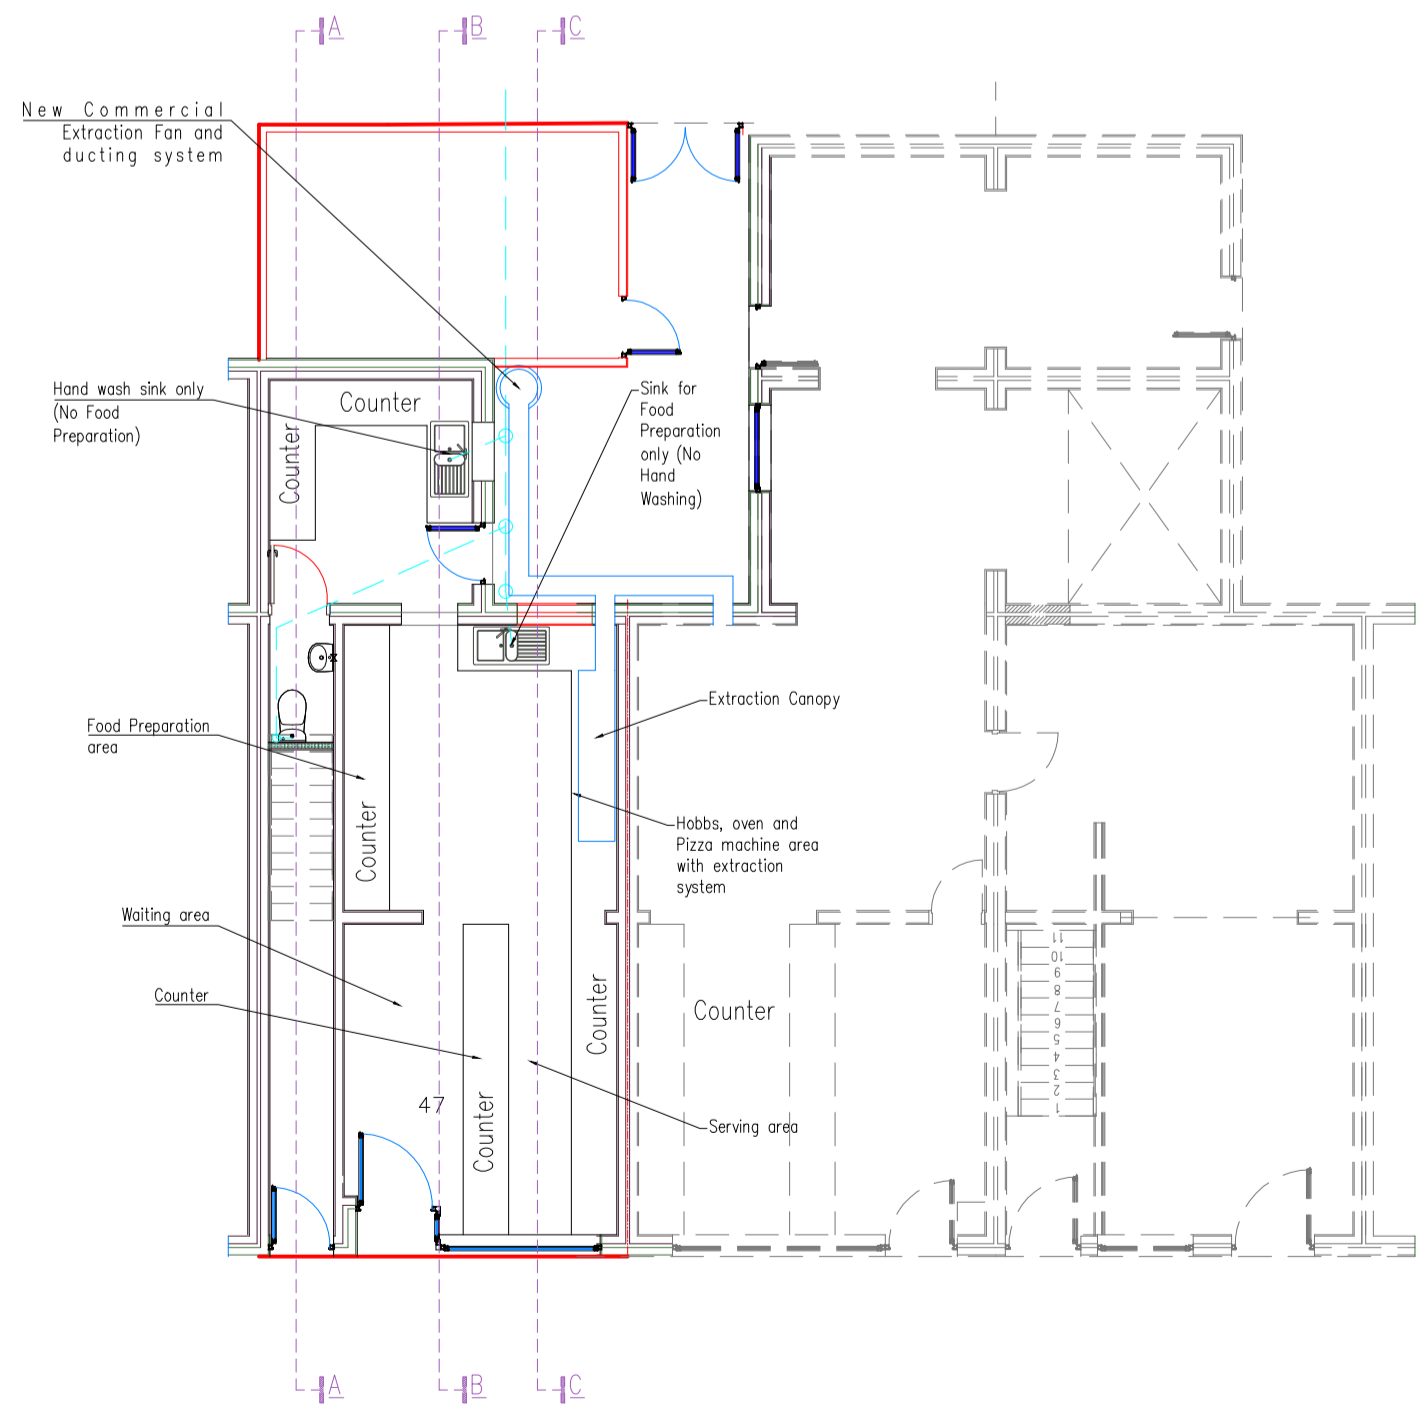 A
B
C
New Commercial
Extraction Fan and
ducting system
Hand wash sink only
(No Food
Preparation)
Counter
Counter
Sink for
Food
Preparation
only (No
Hand
Washing)
Food Preparation
area
Extraction Canopy
Counter
Hobbs, oven and
Pizza machine area
with extraction
system
Waiting area
Counter
Counter
Counter
47
Counter
Serving area
11
10
9
8
7
6
5
4
3
2
1
A
B
C